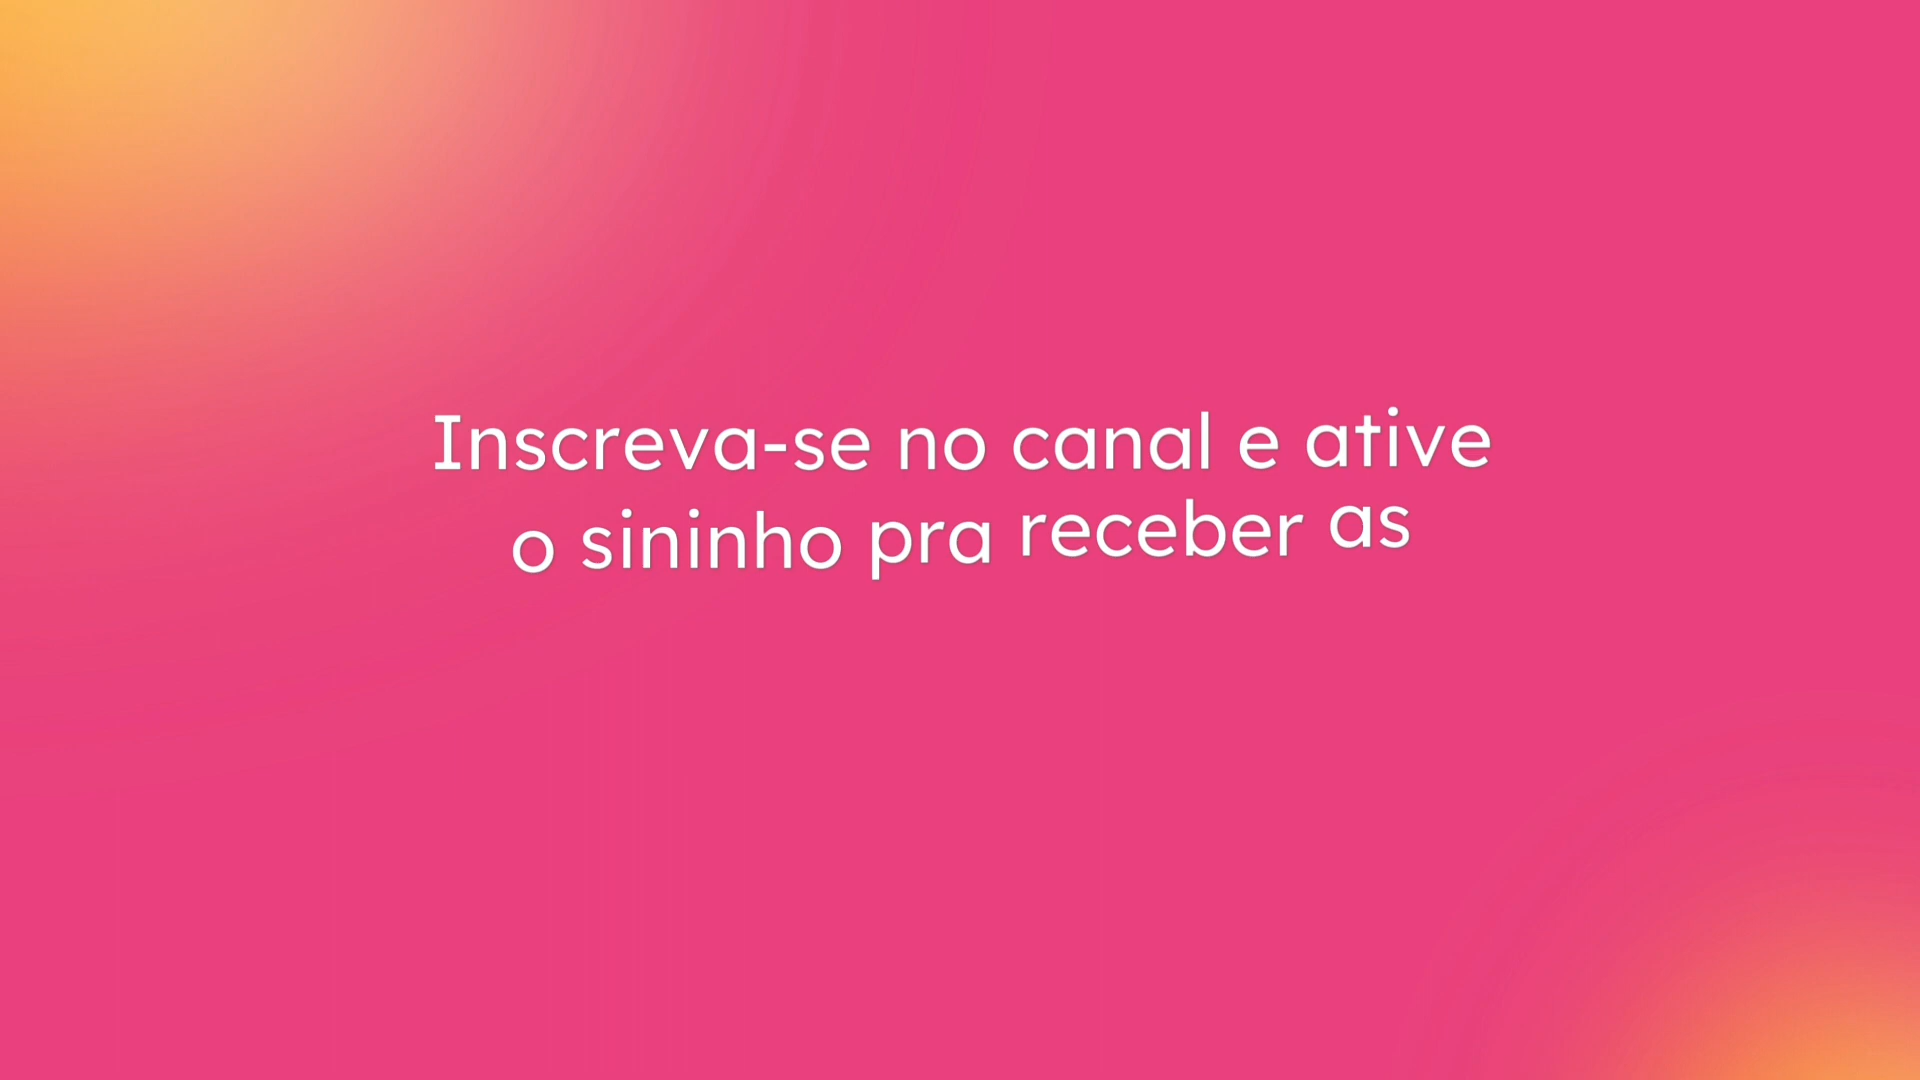 Inscreva-se no canal e ative
o sininho pra receber as